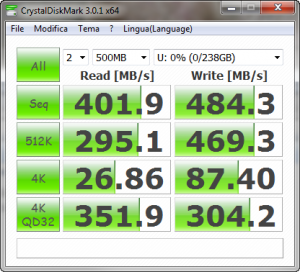 CrystalDiskMark 3.0.1 x64
File Modifica Tema ? Lingua(Language)
All 2 500MB U: 0% (0/238GB)
Read [MB/s] Write [MB/s]
Seq 401.9 484.3
512K 295.1 469.3
4K 26.86 87.40
4K QD32 351.9 304.2